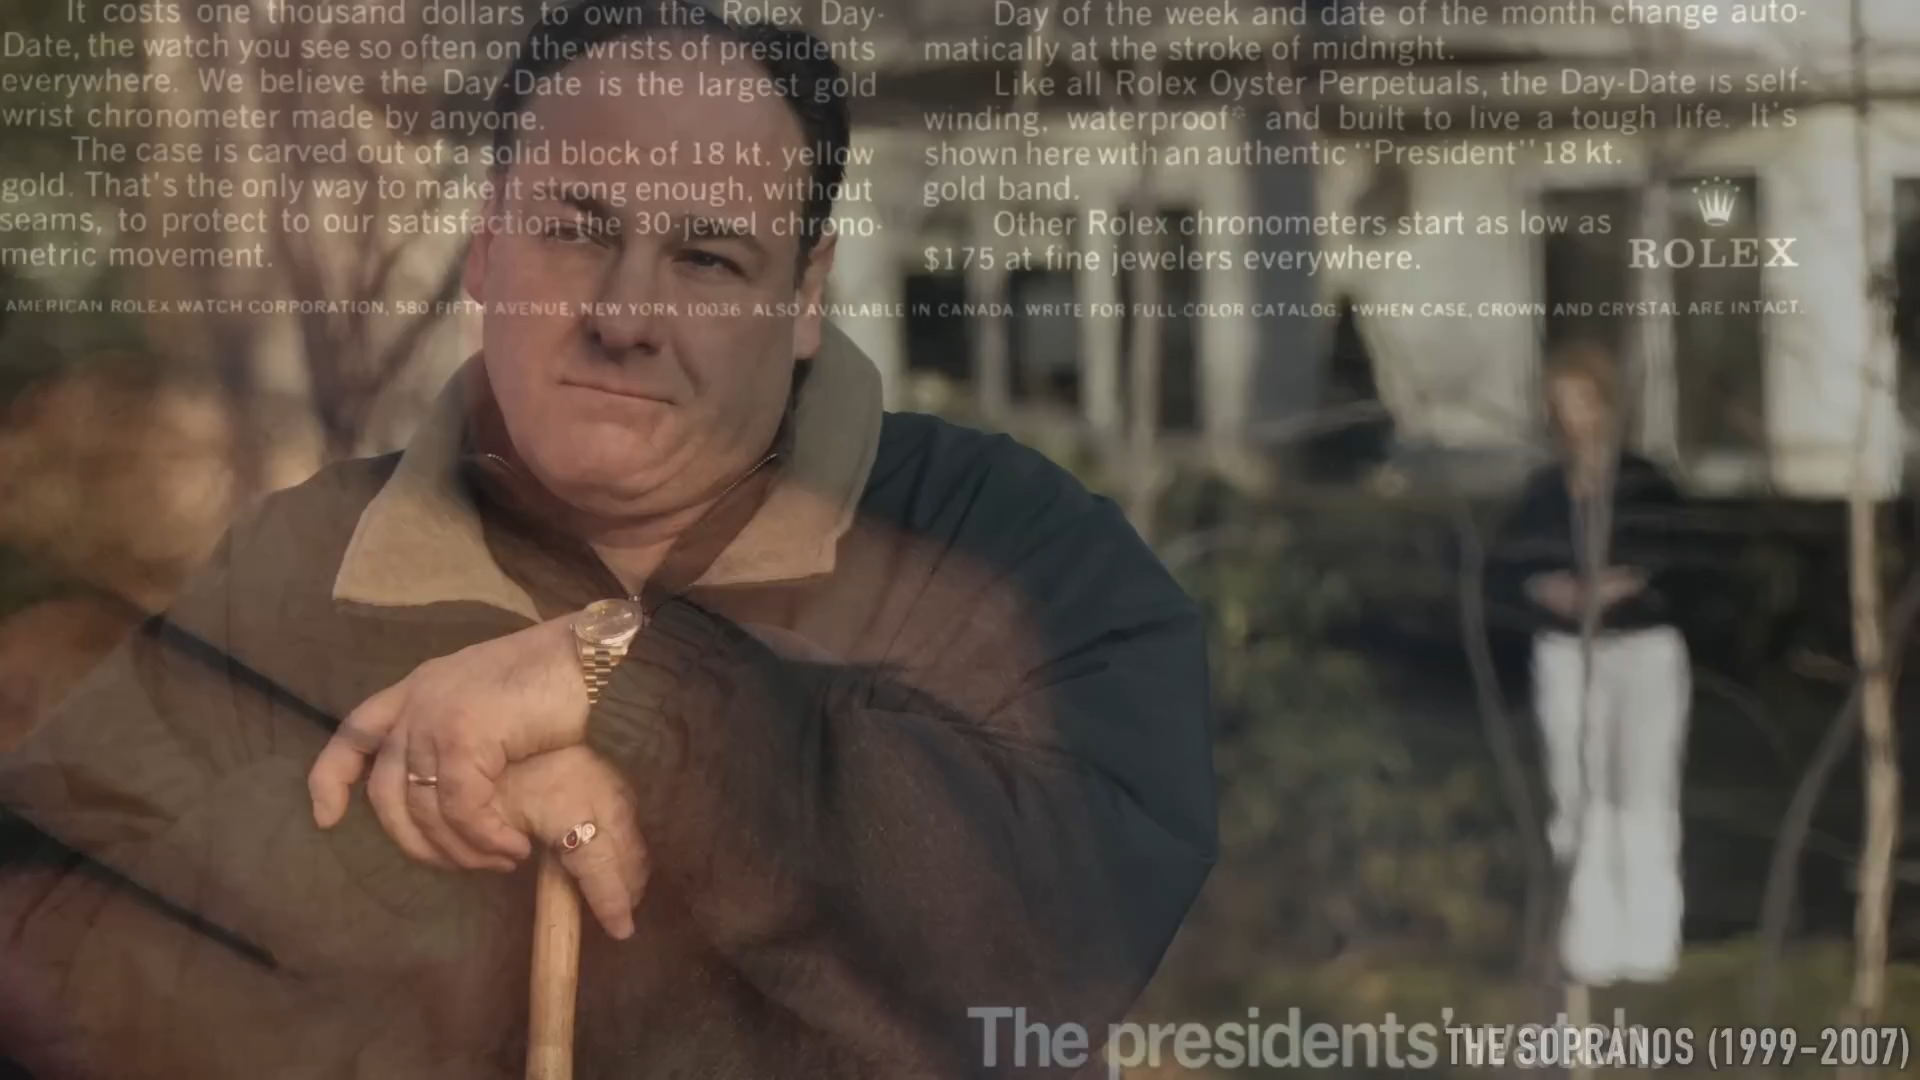 It costs one thousand dollars to own the Rolex Day-
Date, the watch you see so often on the wrists of presidents
everywhere. We believe the Day-Date is the largest gold
wrist chronometer made by anyone.
The case is carved out of a solid block of 18 kt. yellow
gold. That's the only way to make it strong enough, without
seams, to protect to our satisfaction the 30-jewel chrono-
metric movement.
Day of the week and date of the month change auto-
matically at the stroke of midnight.
Like all Rolex Oyster Perpetuals, the Day-Date is self-
winding, waterproof* and built to live a tough life. It's
shown here with an authentic "President" 18 kt.
gold band.
Other Rolex chronometers start as low as
$175 at fine jewelers everywhere.
ROLEX
AMERICAN ROLEX WATCH CORPORATION, 580 FIFTH AVENUE, NEW YORK 10036. ALSO AVAILABLE IN CANADA. WRITE FOR FULL-COLOR CATALOG. *WHEN CASE, CROWN AND CRYSTAL ARE INTACT.
The presidents' watch.
THE SOPRANOS (1999-2007)